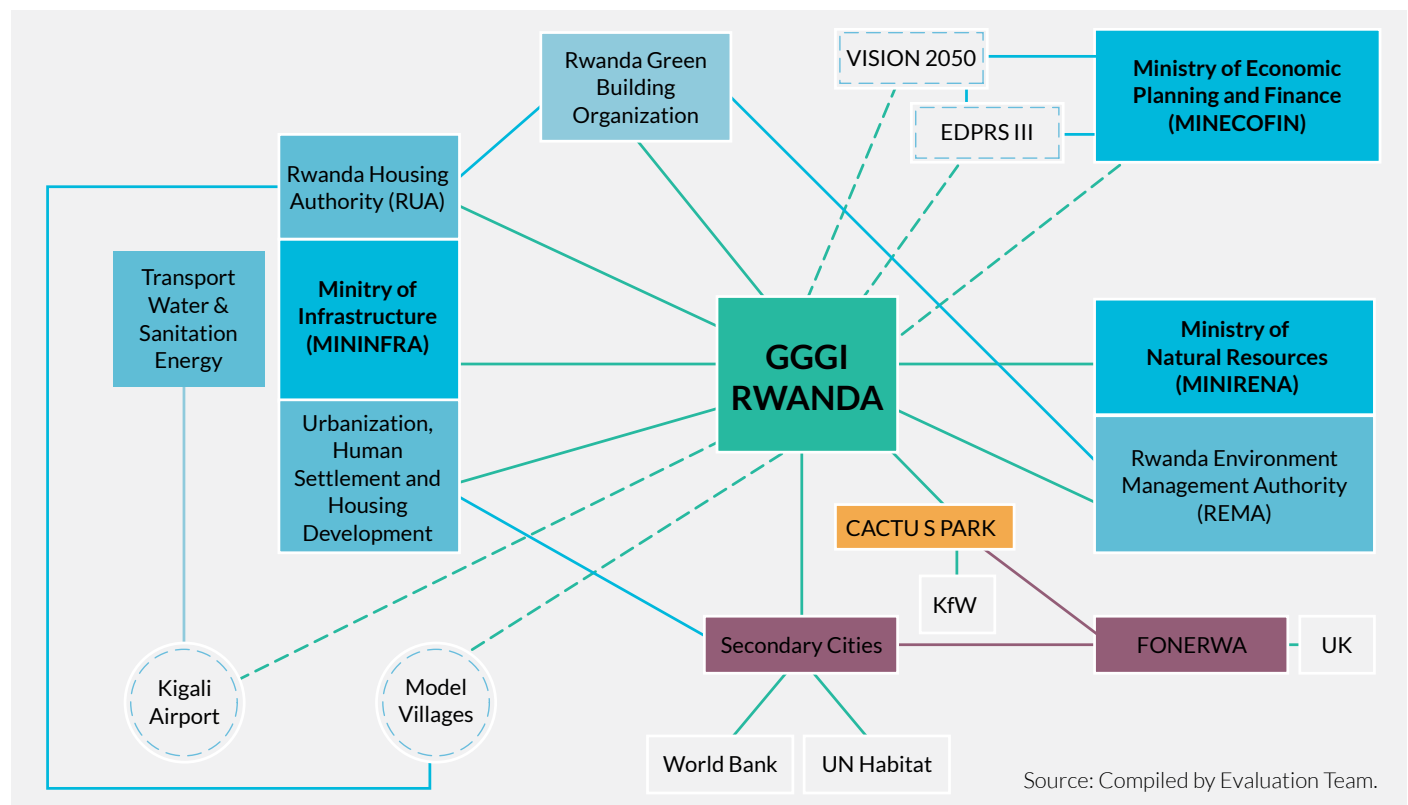 Rwanda Green
Building
Organization
VISION 2050
EDPRS III
Ministry of Economic
Planning and Finance
(MINECOFIN)
Rwanda Housing
Authority (RUA)
Transport
Water &
Sanitation
Energy
Minitry of
Infrastructure
(MININFRA)
Urbanization,
Human
Settlement and
Housing
Development
GGGI
RWANDA
Ministry of
Natural Resources
(MINIRENA)
Rwanda Environment
Management Authority
(REMA)
CACTU S PARK
KfW
Secondary Cities
FONERWA
UK
Kigali
Airport
Model
Villages
World Bank
UN Habitat
Source: Compiled by Evaluation Team.